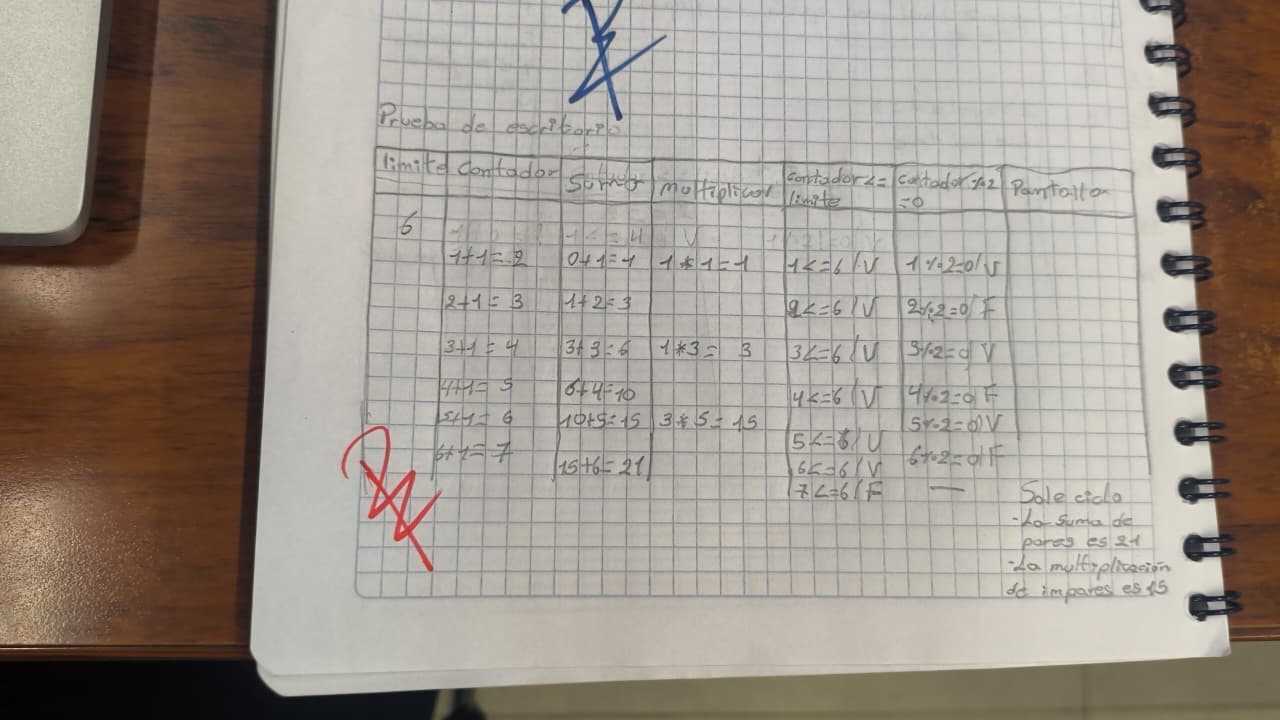 Prueba de escritorio
limite contador Suma multiplicar contador<=limite contador%2=0 Pantalla
6
1+1=2 0+1=1 1*1=1 1<=6/V 1%2=0/V
2+1=3 1+2=3 2<=6/V 2%2=0/F
3+1=4 3+3=6 1*3=3 3<=6/V 3%2=0/V
4+1=5 6+4=10 4<=6/V 4%2=0/F
5+1=6 10+5=15 3*5=15 5<=6/V 5%2=0/V
6+1=7 15+6=21 6<=6/V 6%2=0/F
7<=6/F — Sale ciclo
-La suma de
pares es 21
-La multiplicación
de impares es 15